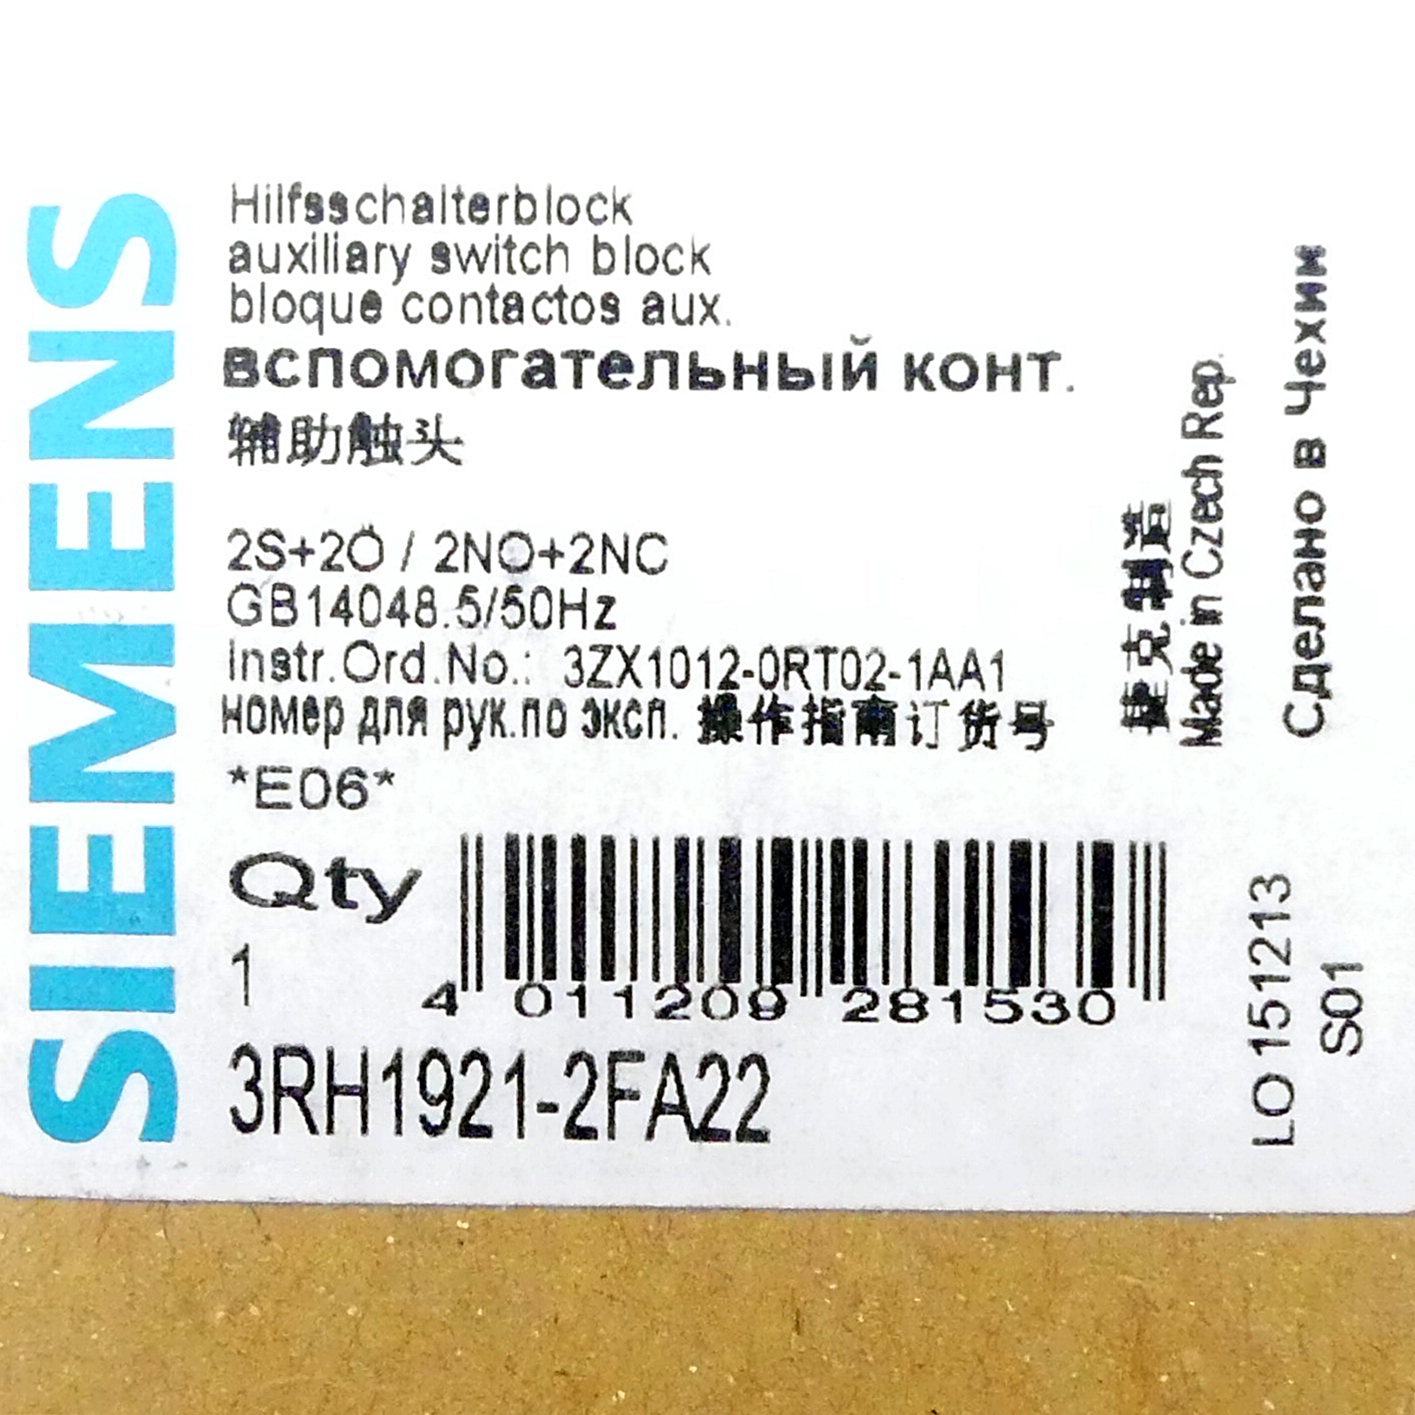 SIEMENS
Hilfsschalterblock
auxiliary switch block
bloque contactos aux.
вспомогательный конт.
辅助触头
2S+2Ö / 2NO+2NC
GB14048.5/50Hz
Instr.Ord.No.: 3ZX1012-0RT02-1AA1
номер для рук.по эксп. 操作指南订货号
*E06*
Qty
1
4 011209 281530
3RH1921-2FA22
捷克制造
Made in Czech Rep.
Сделано в Чехии
LO 151213
S01